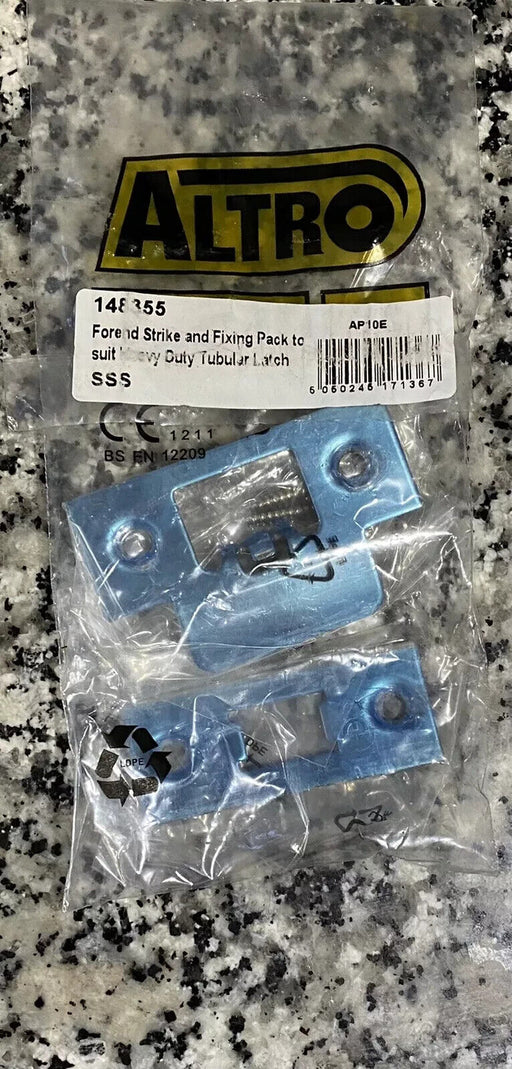 ALTRO
148355
Forend Strike and Fixing Pack to
suit Heavy Duty Tubular Latch
SSS
AP10E
5 060245 171367
CE 1211
BS EN 12209
LDPE